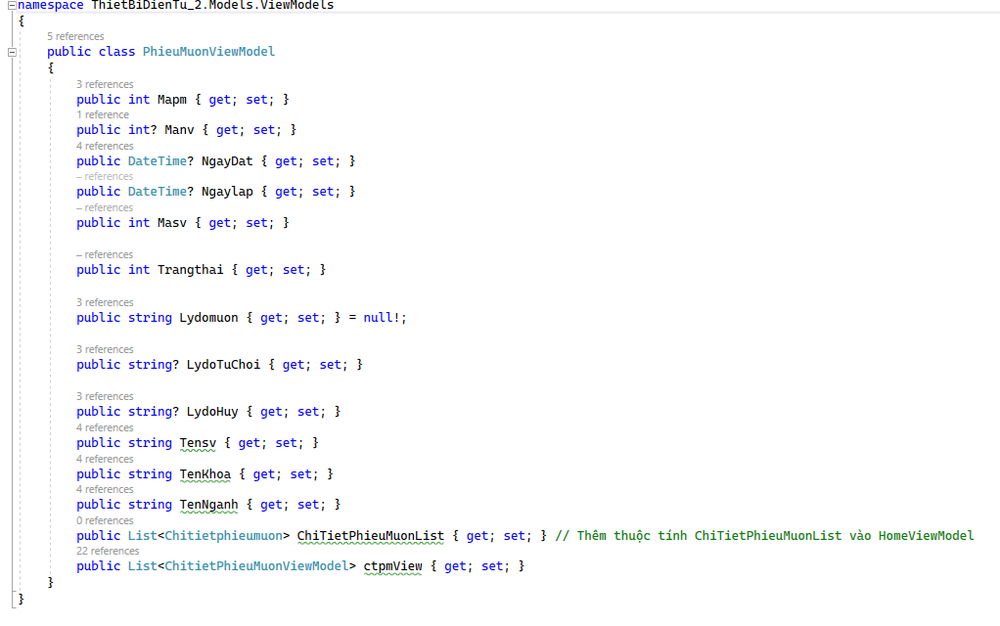 namespace ThietBiDienTu_2.Models.ViewModels
{
5 references
public class PhieuMuonViewModel
{
3 references
public int Mapm { get; set; }
1 reference
public int? Manv { get; set; }
4 references
public DateTime? NgayDat { get; set; }
– references
public DateTime? Ngaylap { get; set; }
– references
public int Masv { get; set; }
– references
public int Trangthai { get; set; }
3 references
public string Lydomuon { get; set; } = null!;
3 references
public string? LydoTuChoi { get; set; }
3 references
public string? LydoHuy { get; set; }
4 references
public string Tensv { get; set; }
4 references
public string TenKhoa { get; set; }
4 references
public string TenNganh { get; set; }
0 references
public List<Chitietphieumuon> ChiTietPhieuMuonList { get; set; } // Thêm thuộc tính ChiTietPhieuMuonList vào HomeViewModel
22 references
public List<ChitietPhieuMuonViewModel> ctpmView { get; set; }
}
}